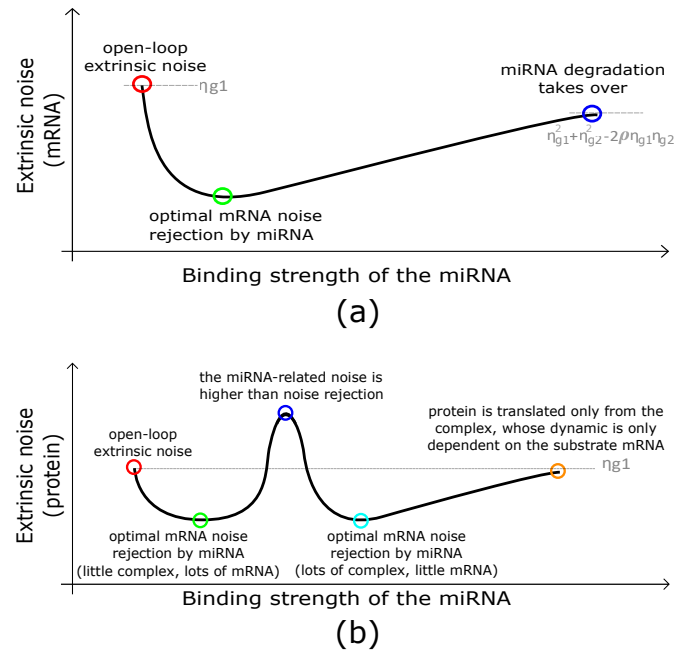 open-loop
extrinsic noise
ηg1
miRNA degradation
takes over
η²g1+η²g2-2ρηg1ηg2
Extrinsic noise
(mRNA)
optimal mRNA noise
rejection by miRNA
Binding strength of the miRNA
(a)
the miRNA-related noise is
higher than noise rejection
protein is translated only from the
complex, whose dynamic is only
dependent on the substrate mRNA
open-loop
extrinsic noise
ηg1
Extrinsic noise
(protein)
optimal mRNA noise
rejection by miRNA
(little complex, lots of mRNA)
optimal mRNA noise
rejection by miRNA
(lots of complex, little mRNA)
Binding strength of the miRNA
(b)